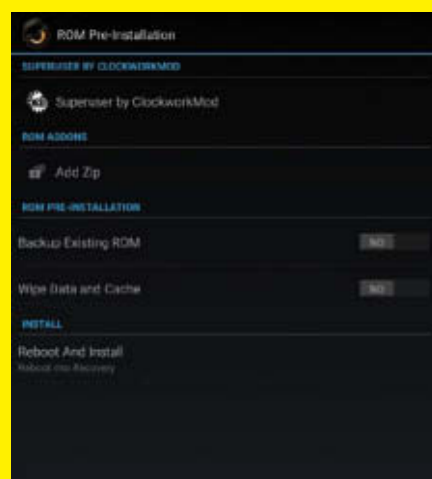 ROM Pre-Installation
SUPERUSER BY CLOCKWORKMOD
Superuser by ClockworkMod
ROM ADDONS
Add Zip
ROM PRE-INSTALLATION
Backup Existing ROM
NO
Wipe Data and Cache
NO
INSTALL
Reboot And Install
Reboot into Recovery